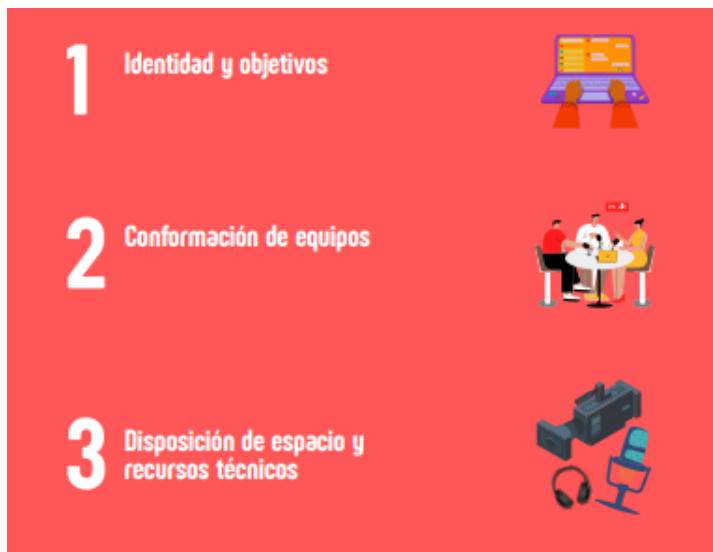 1
Identidad y objetivos
2
Conformación de equipos
3
Disposición de espacio y
recursos técnicos